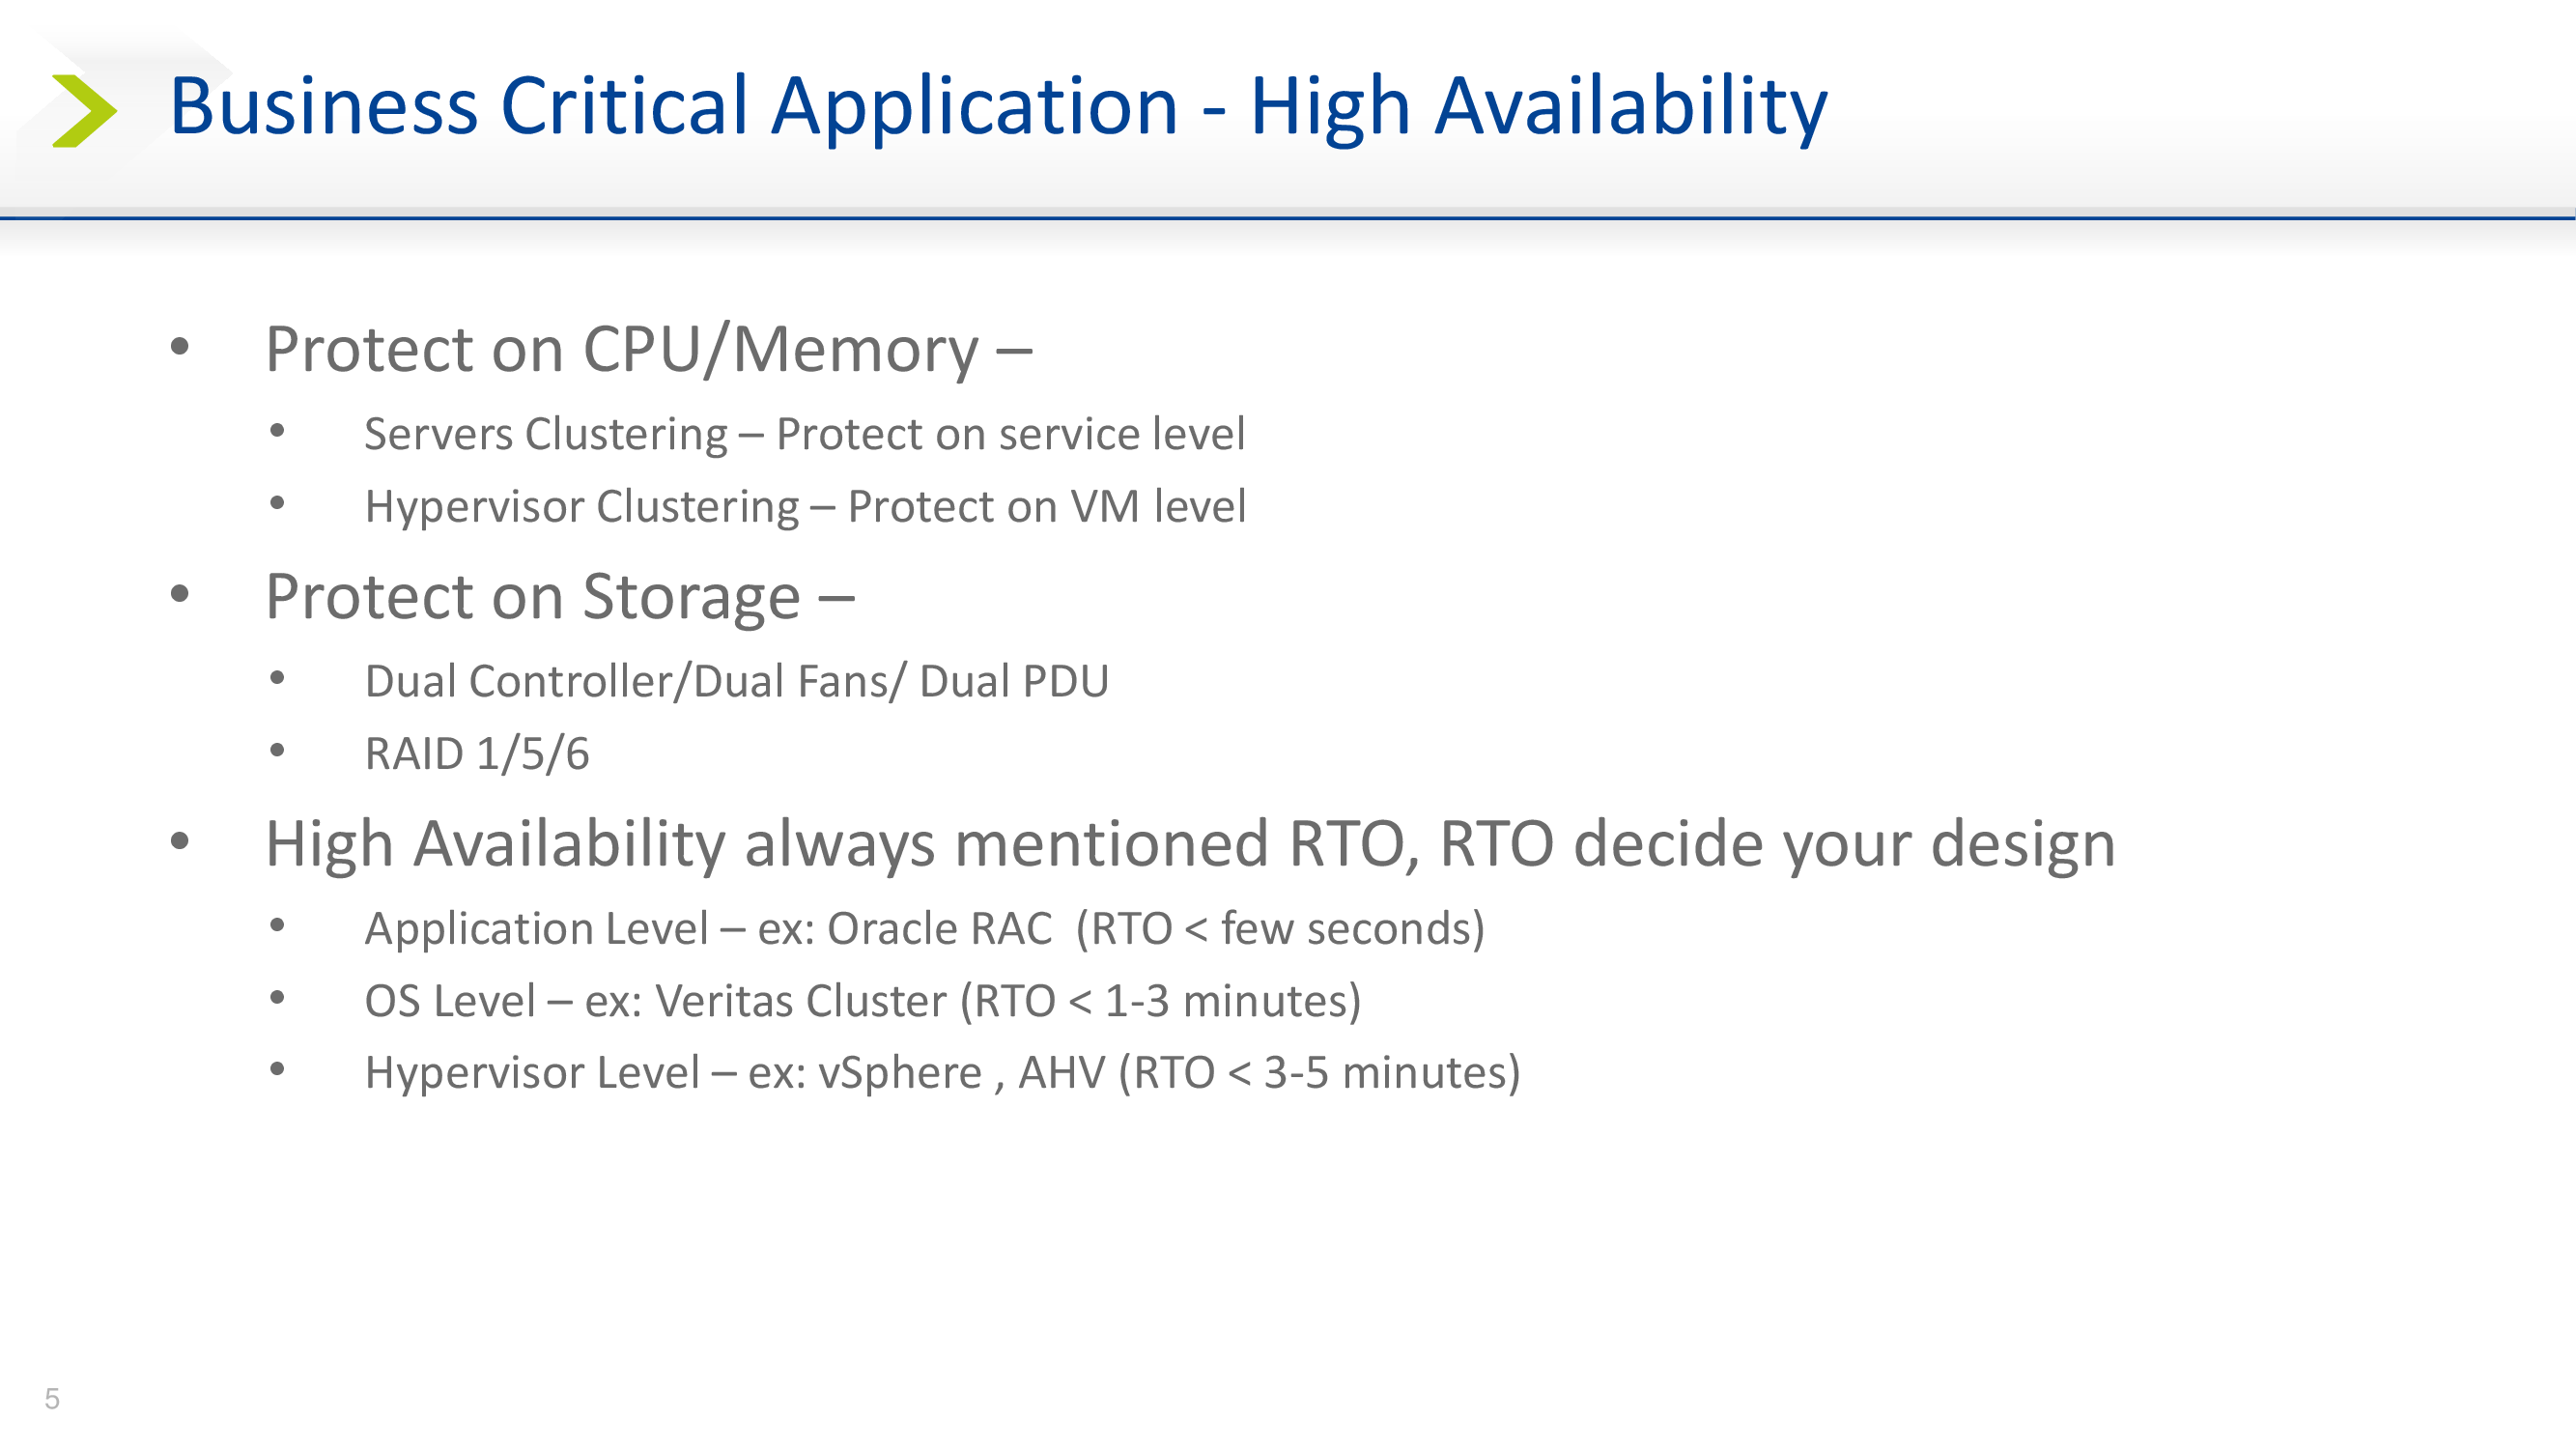 Business Critical Application - High Availability
• Protect on CPU/Memory –
• Servers Clustering – Protect on service level
• Hypervisor Clustering – Protect on VM level
• Protect on Storage –
• Dual Controller/Dual Fans/ Dual PDU
• RAID 1/5/6
• High Availability always mentioned RTO, RTO decide your design
• Application Level – ex: Oracle RAC  (RTO < few seconds)
• OS Level – ex: Veritas Cluster (RTO < 1-3 minutes)
• Hypervisor Level – ex: vSphere , AHV (RTO < 3-5 minutes)
5